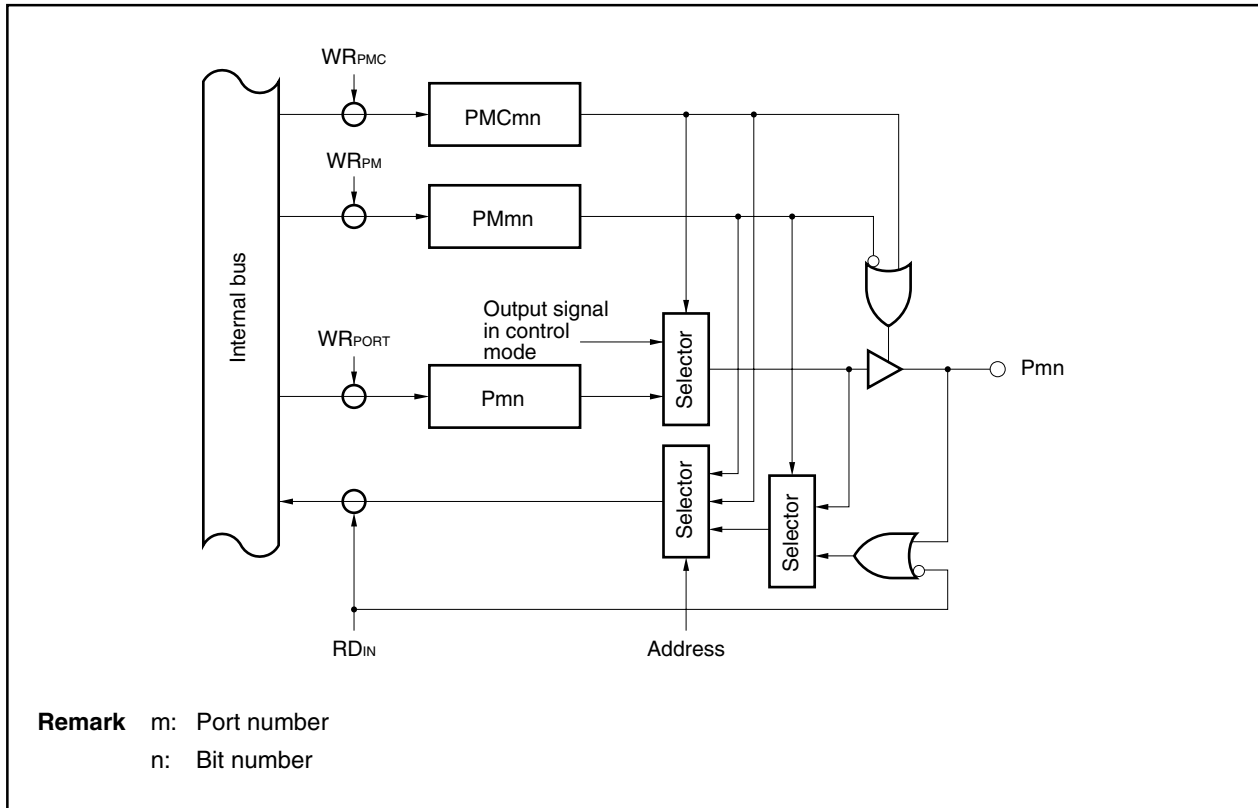 WRPMC
PMCmn
WRPM
PMmn
Internal bus
Output signal
in control
mode
Selector
WRPORT
Pmn
Pmn
Selector
Selector
RDIN
Address
Remark m: Port number
n: Bit number